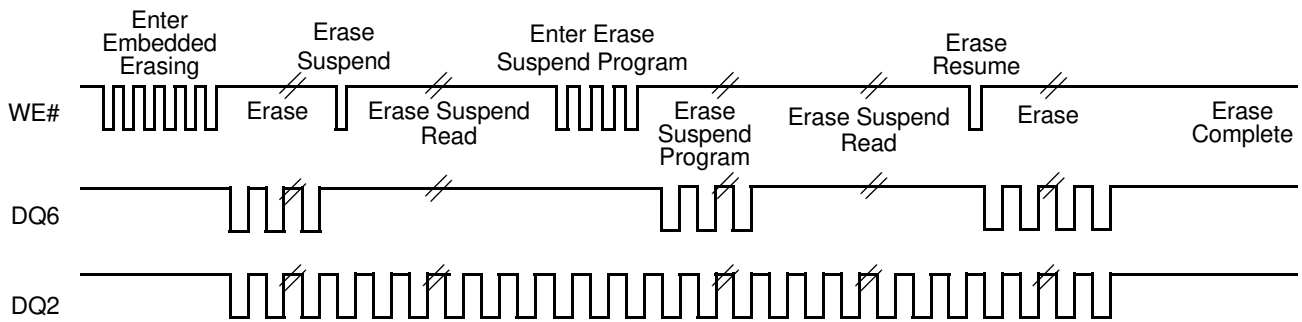 Enter
Embedded
Erasing
Erase
Suspend
Enter Erase
Suspend Program
Erase
Resume
WE#
Erase
Erase Suspend
Read
Erase
Suspend
Program
Erase Suspend
Read
Erase
Erase
Complete
DQ6
DQ2